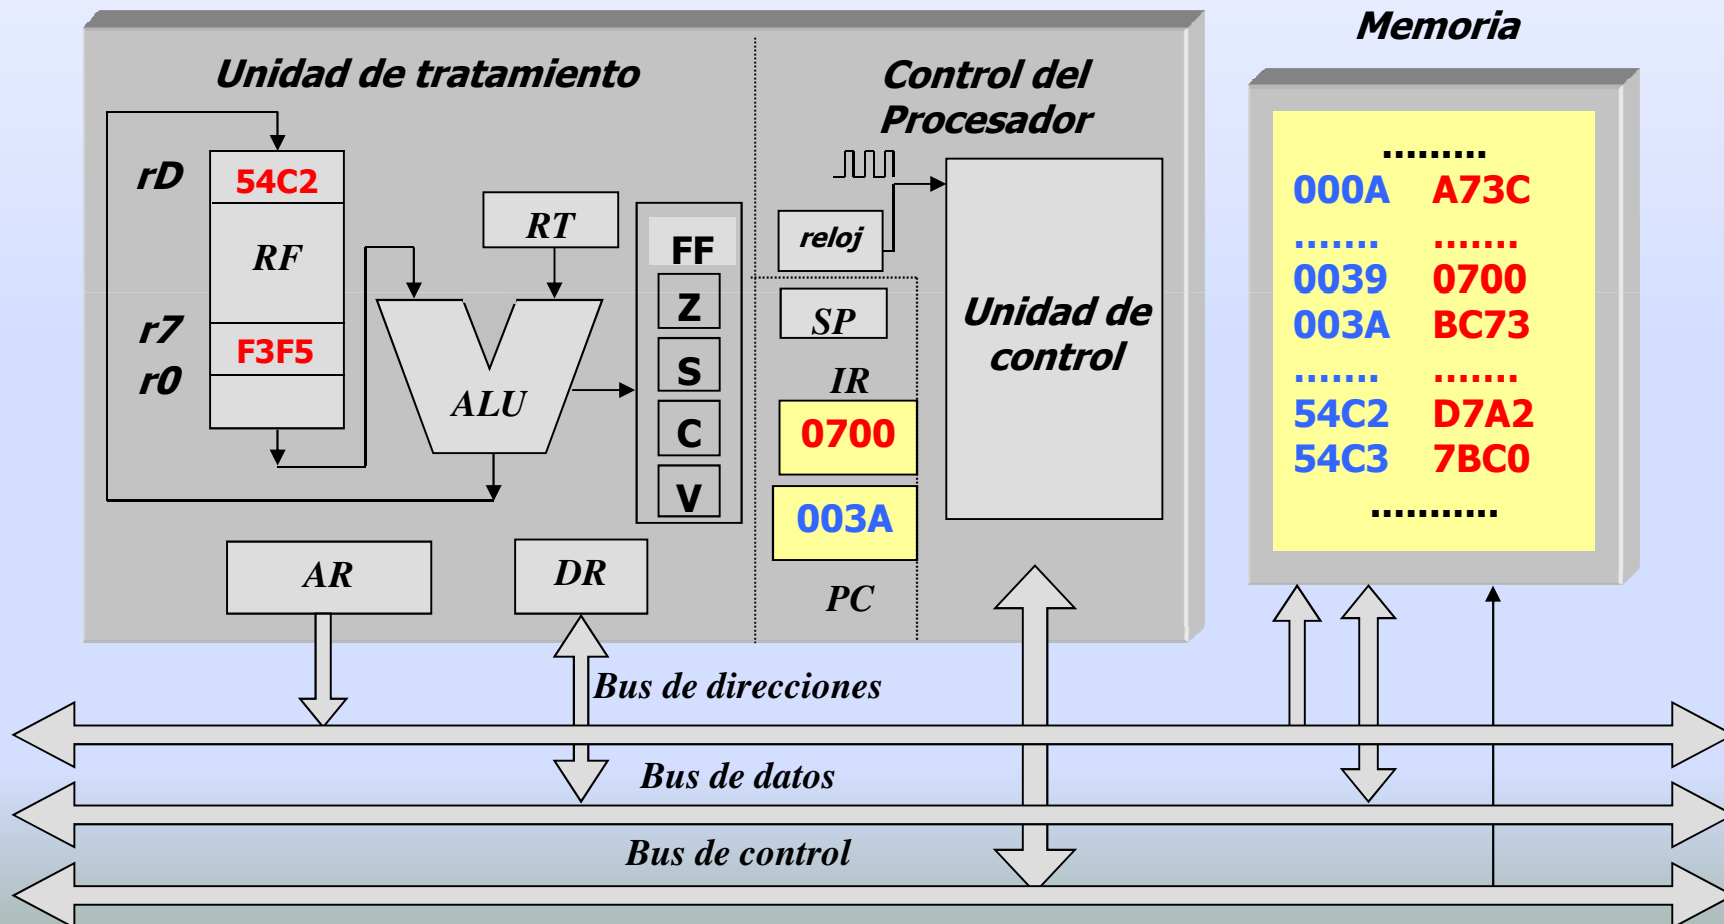 Memoria
Unidad de tratamiento
Control del
Procesador
rD
54C2
RF
r7
F3F5
r0
RT
ALU
FF
Z
S
C
V
AR
DR
reloj
SP
IR
0700
003A
PC
Unidad de
control
.........
000A A73C
....... .......
0039 0700
003A BC73
....... .......
54C2 D7A2
54C3 7BC0
...........
Bus de direcciones
Bus de datos
Bus de control